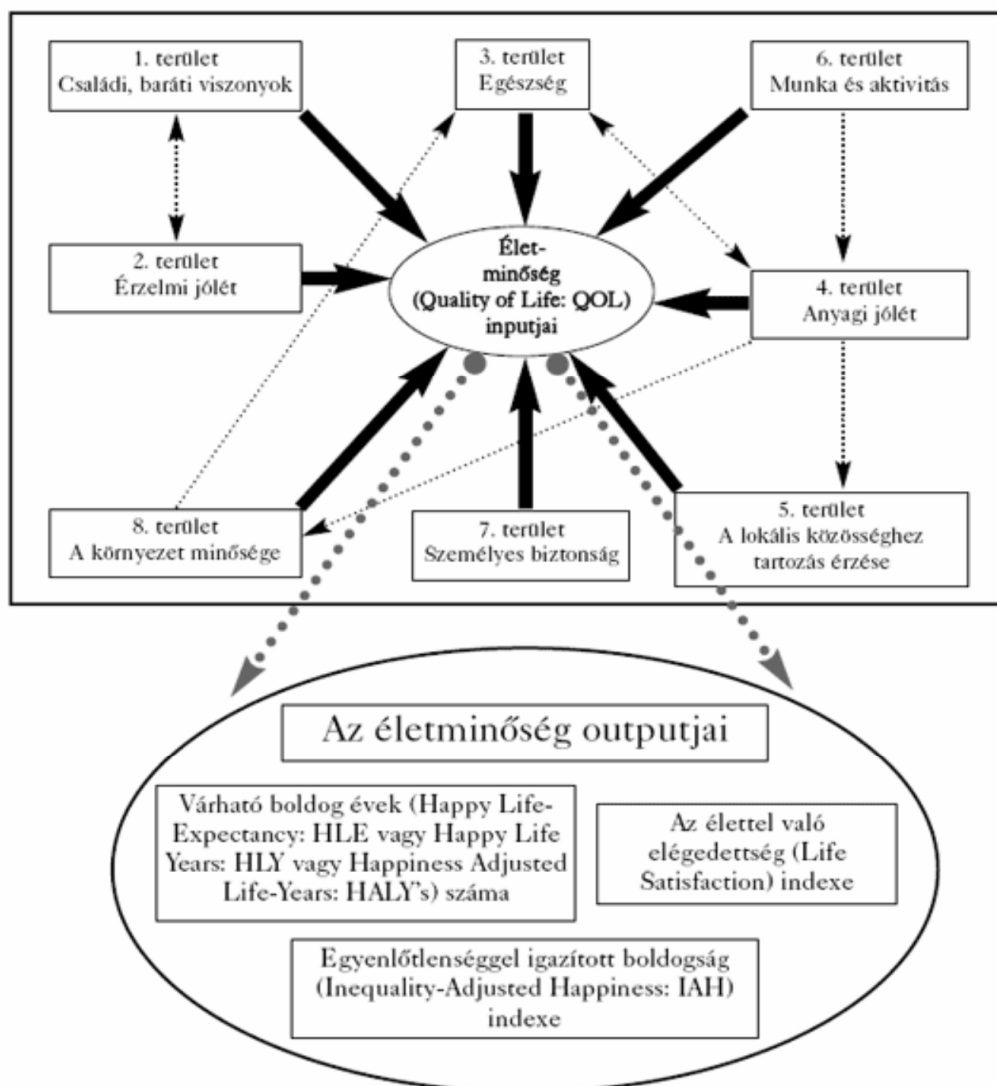 1. terület
Családi, baráti viszonyok
3. terület
Egészség
6. terület
Munka és aktivitás
2. terület
Érzelmi jólét
Élet-
minőség
(Quality of Life: QOL)
inputjai
4. terület
Anyagi jólét
8. terület
A környezet minősége
7. terület
Személyes biztonság
5. terület
A lokális közösséghez
tartozás érzése
Az életminőség outputjai
Várható boldog évek (Happy Life-
Expectancy: HLE vagy Happy Life
Years: HLY vagy Happiness Adjusted
Life-Years: HALY's) száma
Az élettel való
elégedettség (Life
Satisfaction) indexe
Egyenlőtlenséggel igazított boldogság
(Inequality-Adjusted Happiness: IAH)
indexe